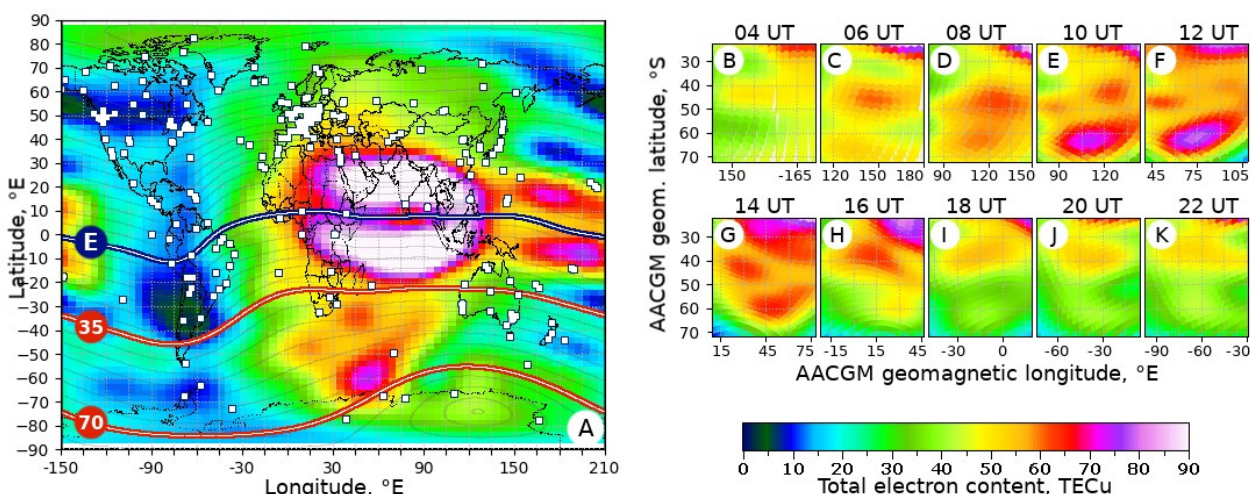 90
80
70
60
50
40
30
20
10
0
-10
-20
-30
-40
-50
-60
-70
-80
-90
Latitude, °E
E
35
70
A
-150 -90 -30 30 90 150 210
Longitude, °E
04 UT 06 UT 08 UT 10 UT 12 UT
B C D E F
30
40
50
60
70
150 -165 120 150 180 90 120 150 60 90 120 45 75 105
14 UT 16 UT 18 UT 20 UT 22 UT
G H I J K
30
40
50
60
70
15 45 75 -15 15 45 -30 0 -60 -30 -90 -60 -30
AACGM geom. latitude, °S
AACGM geomagnetic longitude, °E
0 10 20 30 40 50 60 70 80 90
Total electron content, TECu